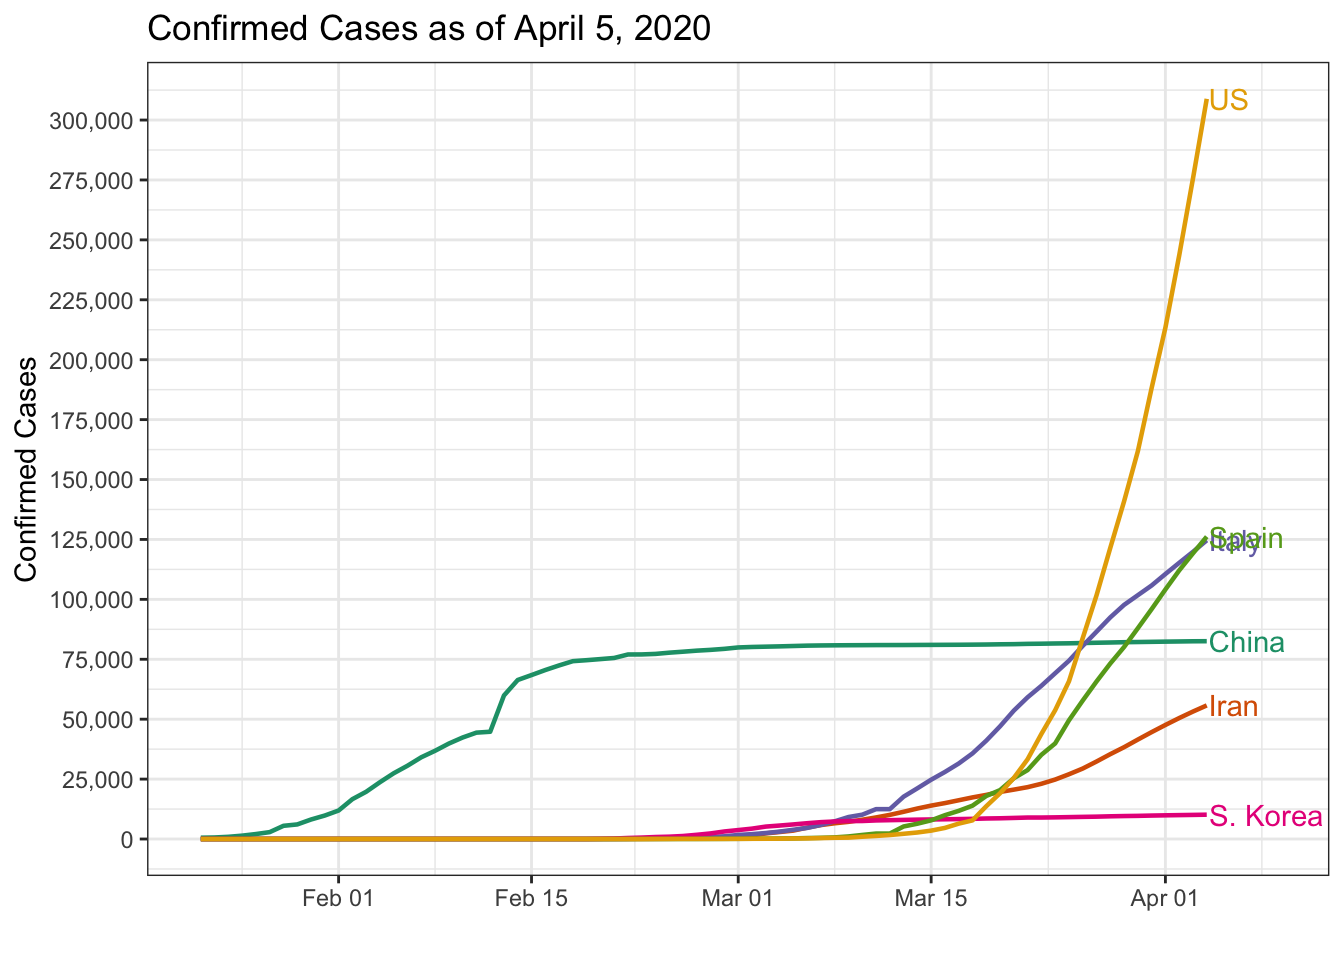 Confirmed Cases as of April 5, 2020
Confirmed Cases
300,000
275,000
250,000
225,000
200,000
175,000
150,000
125,000
100,000
75,000
50,000
25,000
0
US
Spain
Italy
China
Iran
S. Korea
Feb 01 Feb 15 Mar 01 Mar 15 Apr 01